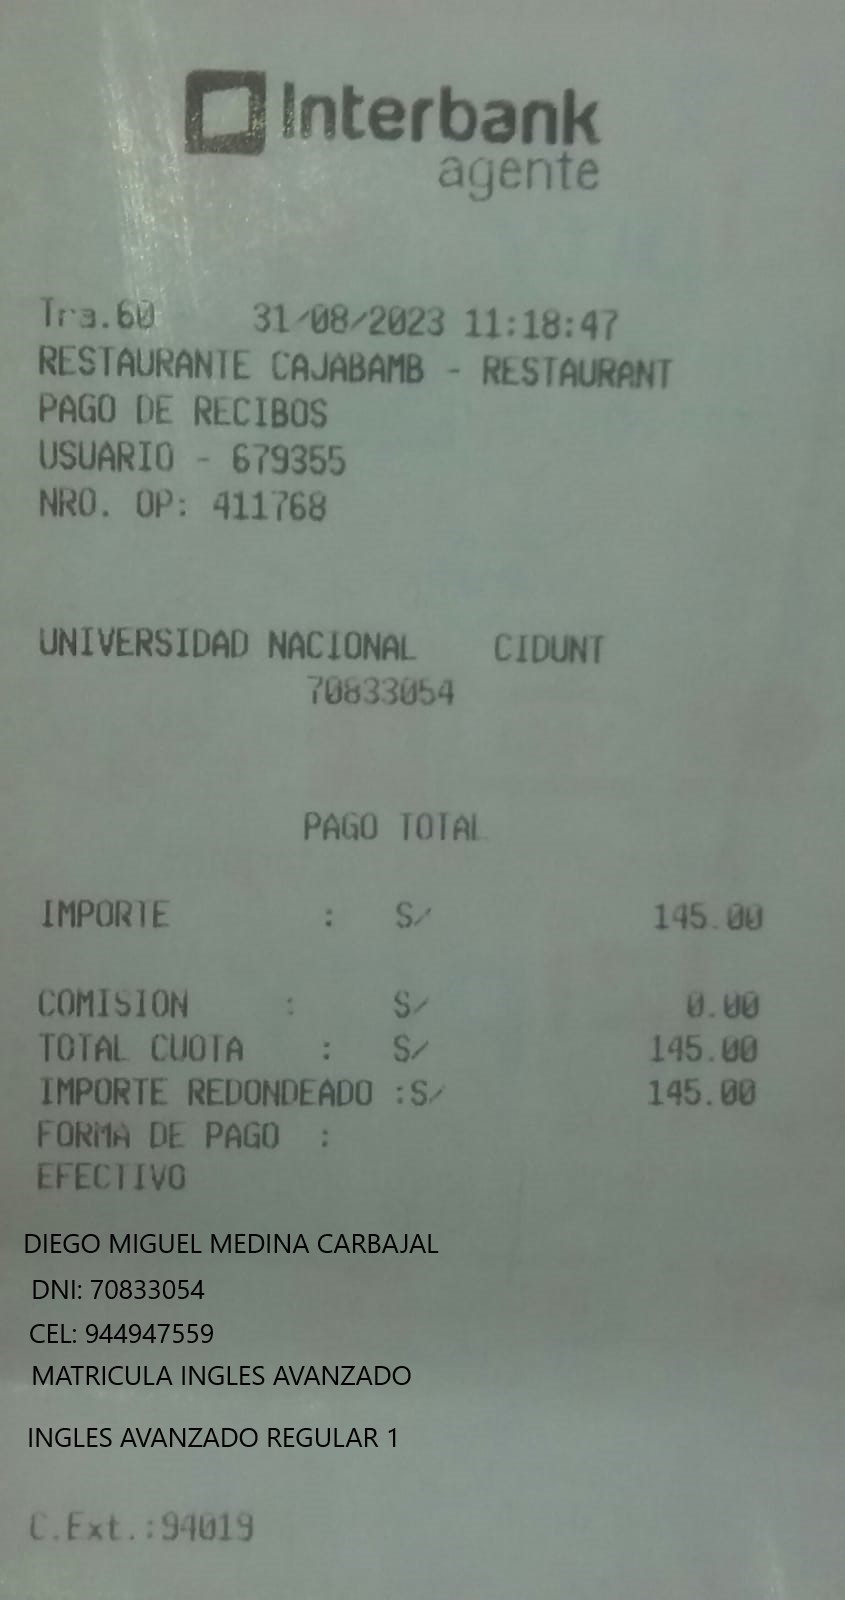 Interbank
agente
Tra.60 31/08/2023 11:18:47
RESTAURANTE CAJABAMB - RESTAURANT
PAGO DE RECIBOS
USUARIO - 679355
NRO. OP: 411768
UNIVERSIDAD NACIONAL CIDUNT
70833054
PAGO TOTAL
IMPORTE : S/ 145.00
COMISION : S/ 0.00
TOTAL CUOTA : S/ 145.00
IMPORTE REDONDEADO :S/ 145.00
FORMA DE PAGO :
EFECTIVO
DIEGO MIGUEL MEDINA CARBAJAL
DNI: 70833054
CEL: 944947559
MATRICULA INGLES AVANZADO
INGLES AVANZADO REGULAR 1
C.Ext.:94019